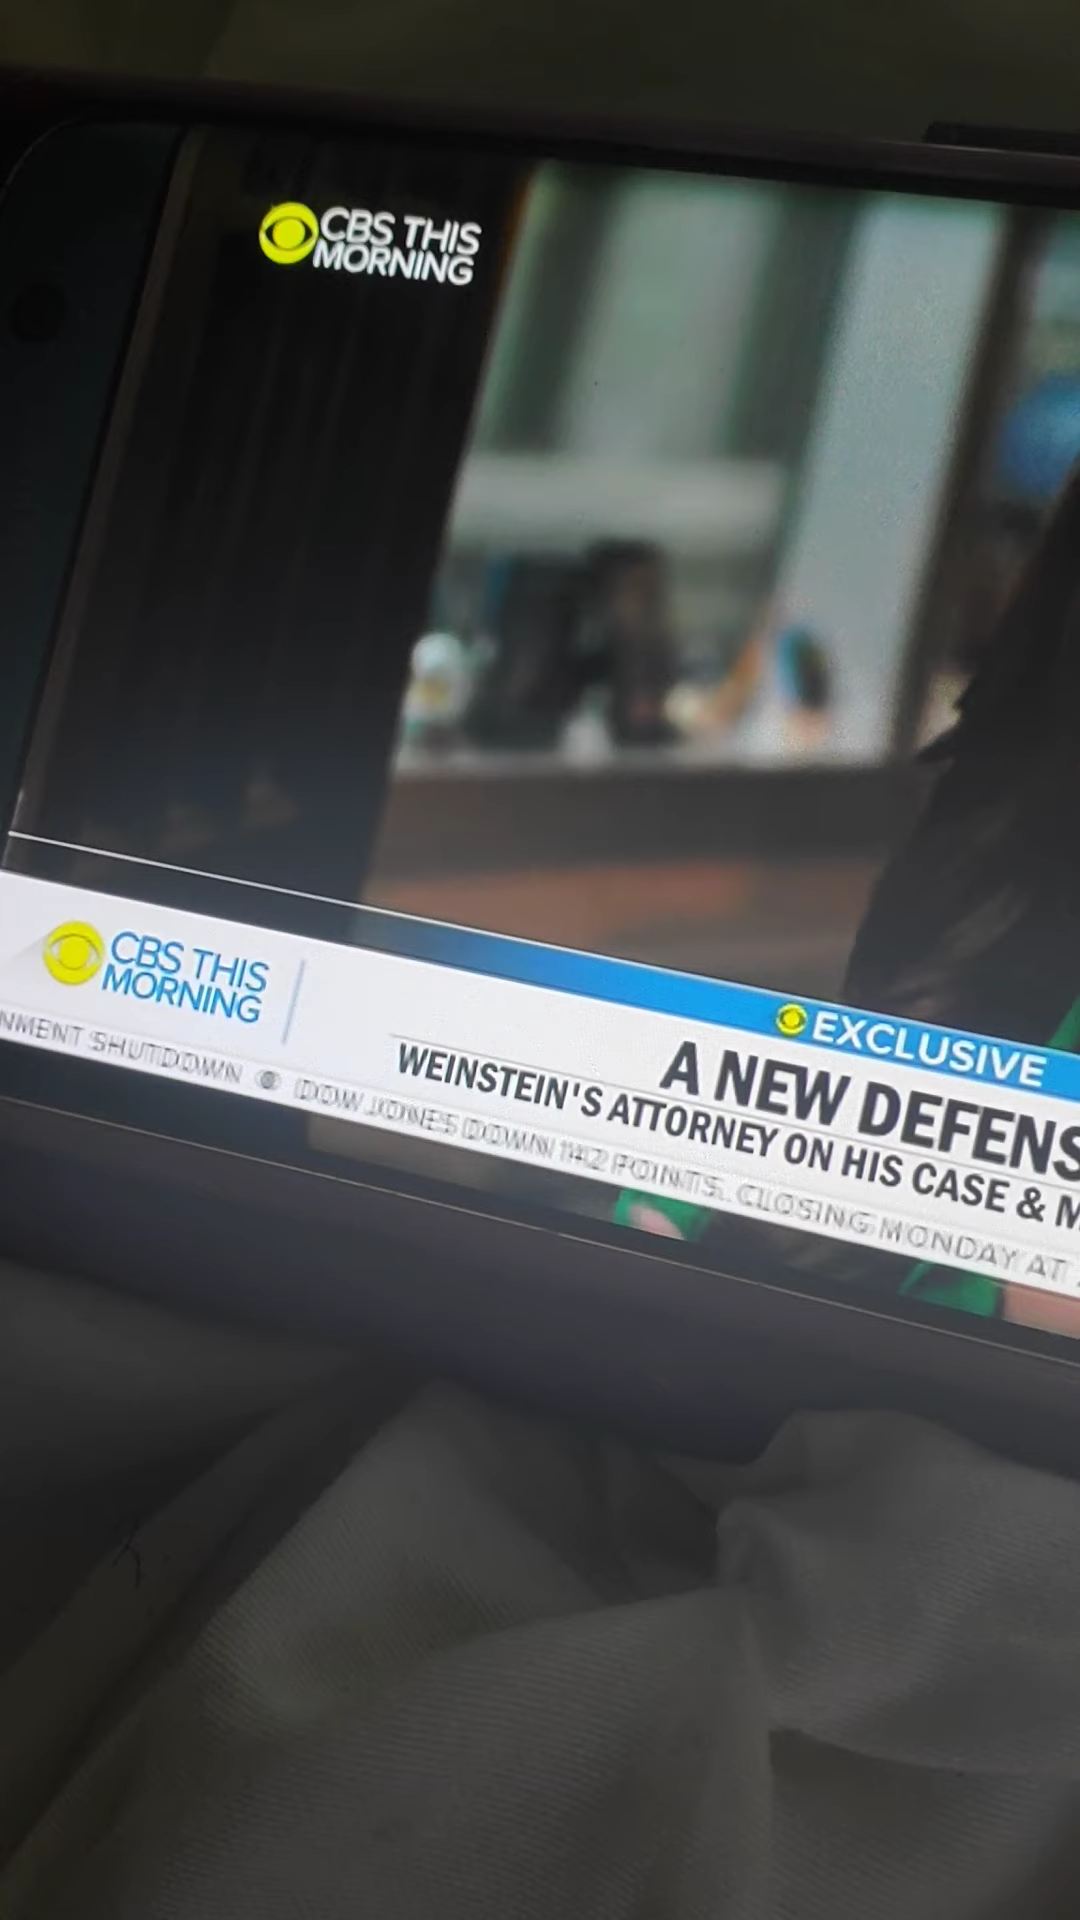 CBS THIS
MORNING
CBS THIS
MORNING
EXCLUSIVE
A NEW DEFENS
WEINSTEIN'S ATTORNEY ON HIS CASE & M
NMENT SHUTDOWN DOW JONES DOWN 142 POINTS, CLOSING MONDAY AT